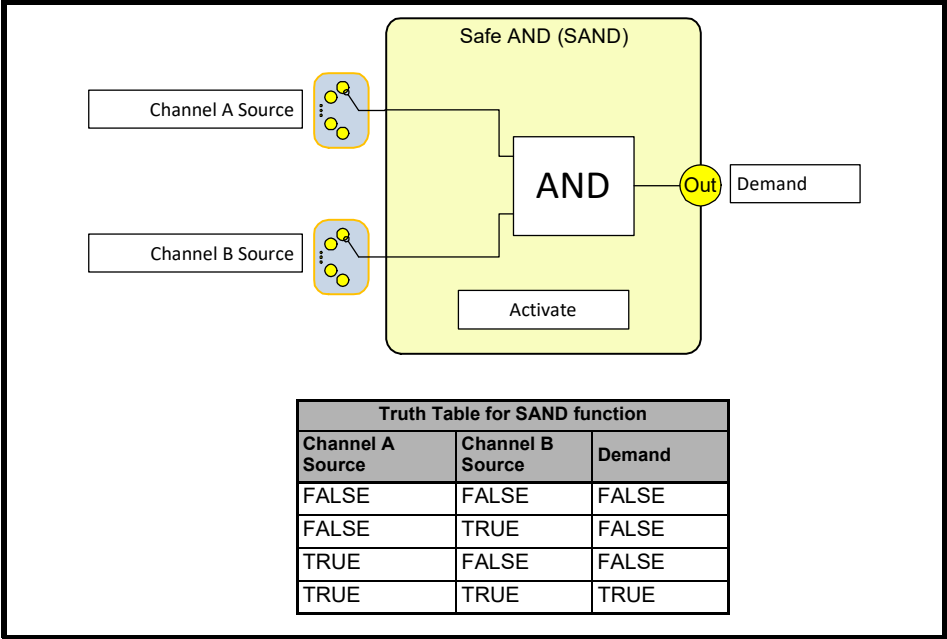 Safe AND (SAND)
Channel A Source
AND
Out
Demand
Channel B Source
Activate
Truth Table for SAND function
Channel A Source
Channel B Source
Demand
FALSE FALSE FALSE
FALSE TRUE FALSE
TRUE FALSE FALSE
TRUE TRUE TRUE